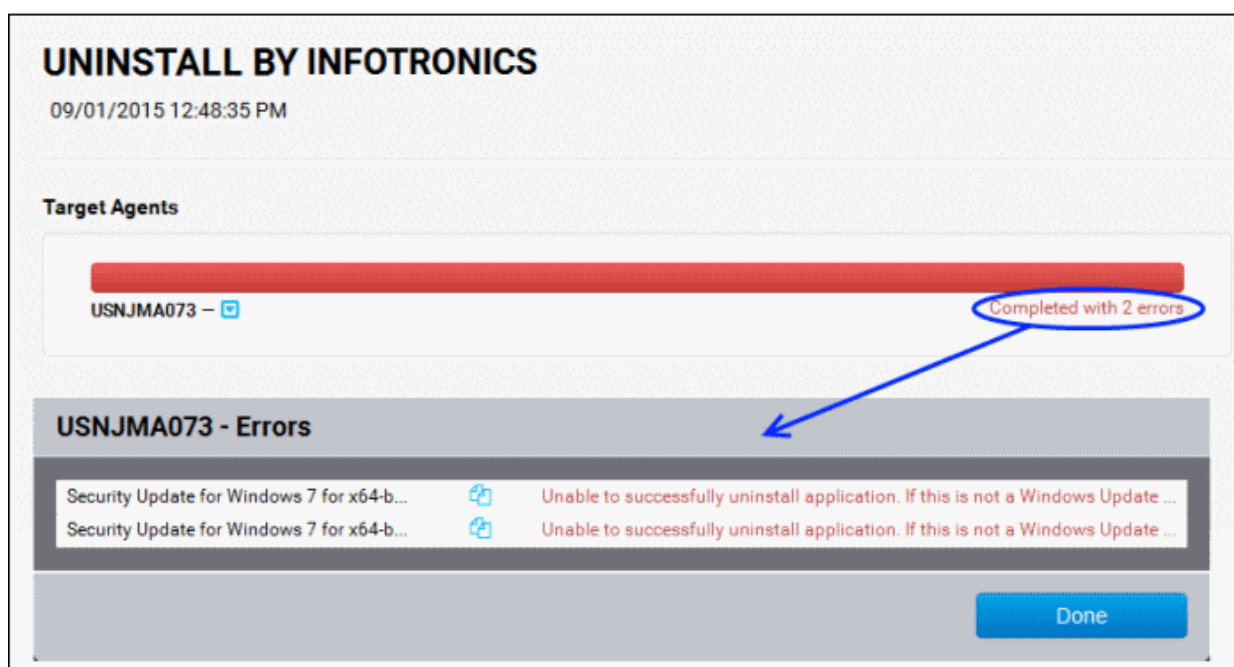 UNINSTALL BY INFOTRONICS
09/01/2015 12:48:35 PM
Target Agents
USNJMA073 –
Completed with 2 errors
USNJMA073 - Errors
Security Update for Windows 7 for x64-b... Unable to successfully uninstall application. If this is not a Windows Update ...
Security Update for Windows 7 for x64-b... Unable to successfully uninstall application. If this is not a Windows Update ...
Done